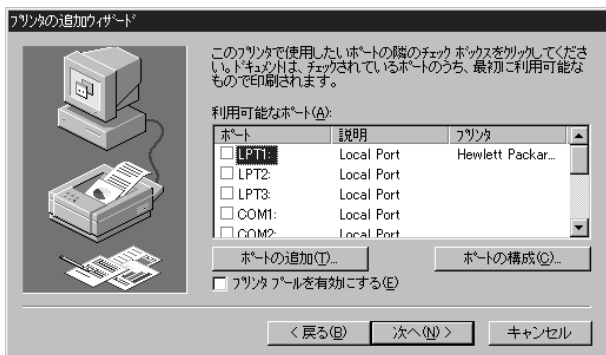 プリンタの追加ウィザード
このプリンタで使用したいポートの隣のチェック ボックスをクリックしてくださ
い。ドキュメントは、チェックされているポートのうち、最初に利用可能な
もので印刷されます。
利用可能なポート(A):
ポート 説明 プリンタ
LPT1: Local Port Hewlett Packar...
LPT2: Local Port
LPT3: Local Port
COM1: Local Port
COM2: Local Port
ポートの追加(T)... ポートの構成(C)...
プリンタ プールを有効にする(E)
< 戻る(B) 次へ(N) > キャンセル